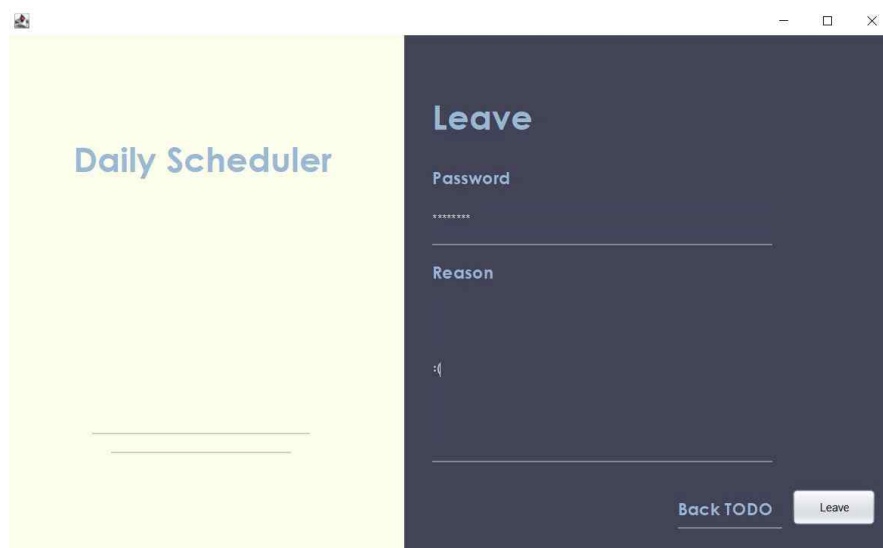 Daily Scheduler
Leave
Password
********
Reason
:(
Back TODO
Leave